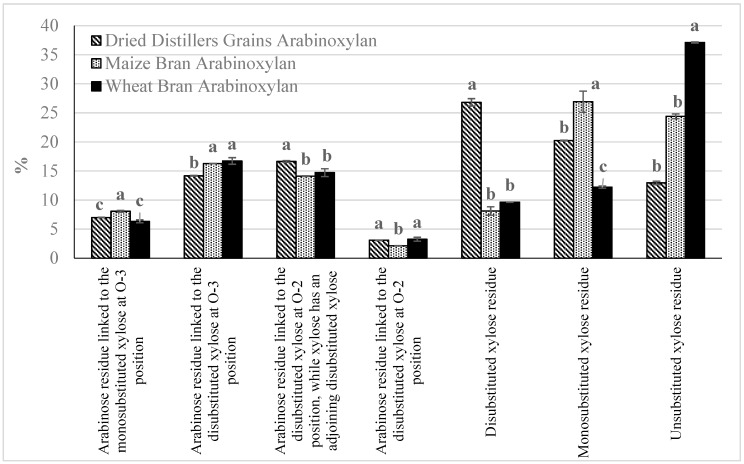 40
35
30
25
20
15
10
5
0
%
Dried Distillers Grains Arabinoxylan
Maize Bran Arabinoxylan
Wheat Bran Arabinoxylan
c a c
b a a
a b b
a b a
a b b
b a c
b b a
Arabinose residue linked to the
monosubstituted xylose at O-3
position
Arabinose residue linked to the
disubstituted xylose at O-3
position
Arabinose residue linked to the
disubstituted xylose at O-2
position, while xylose has an
adjoining disubstituted xylose
Arabinose residue linked to the
disubstituted xylose at O-2
position
Disubstituted xylose residue
Monosubstituted xylose residue
Unsubstituted xylose residue